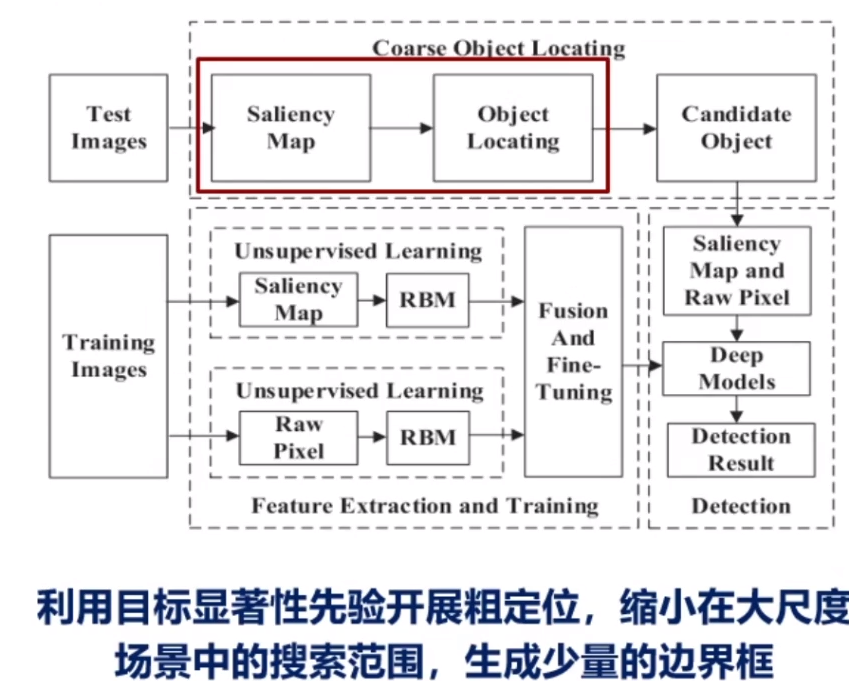 Coarse Object Locating
Test
Images
Saliency
Map
Object
Locating
Candidate
Object
Training
Images
Unsupervised Learning
Saliency
Map
RBM
Unsupervised Learning
Raw
Pixel
RBM
Fusion
And
Fine-
Tuning
Feature Extraction and Training
Saliency
Map and
Raw Pixel
Deep
Models
Detection
Result
Detection
利用目标显著性先验开展粗定位，缩小在大尺度
场景中的搜索范围，生成少量的边界框